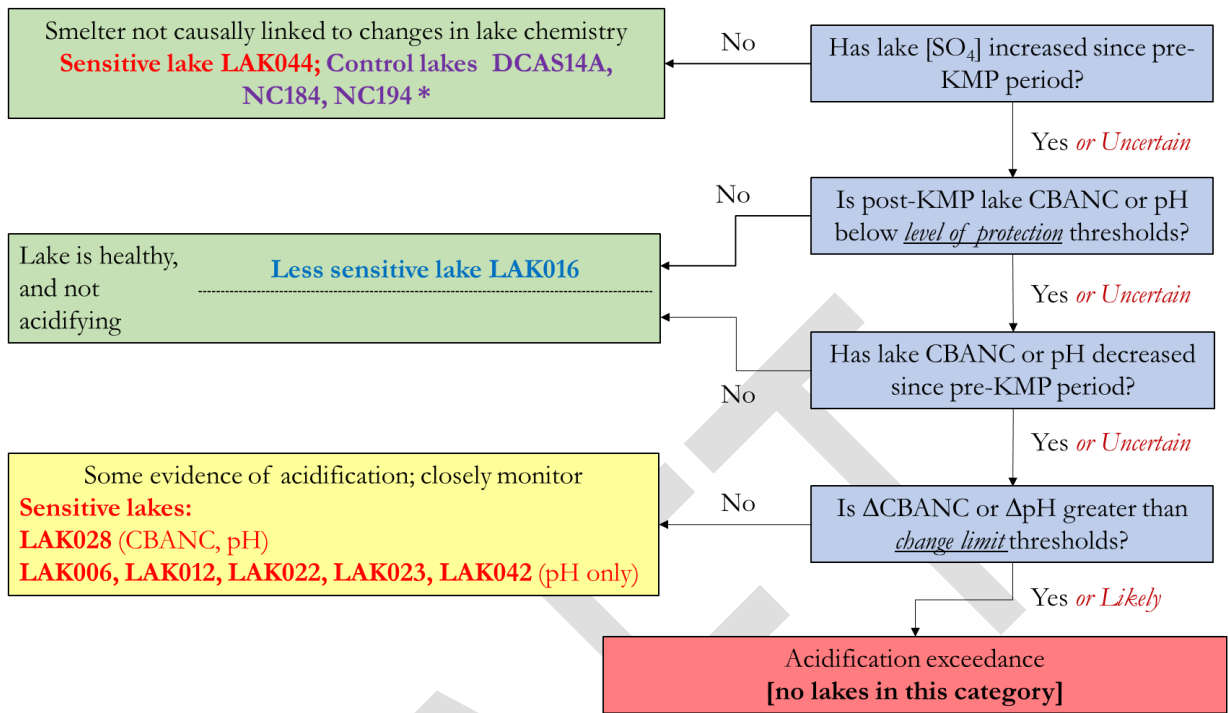 Smelter not causally linked to changes in lake chemistry
Sensitive lake LAK044; Control lakes DCAS14A,
NC184, NC194 *
No
Has lake [SO₄] increased since pre-
KMP period?
Yes or Uncertain
No
Is post-KMP lake CBANC or pH
below level of protection thresholds?
Lake is healthy,
and not
acidifying
Less sensitive lake LAK016
Yes or Uncertain
Has lake CBANC or pH decreased
since pre-KMP period?
No
Yes or Uncertain
Some evidence of acidification; closely monitor
Sensitive lakes:
LAK028 (CBANC, pH)
LAK006, LAK012, LAK022, LAK023, LAK042 (pH only)
No
Is ΔCBANC or ΔpH greater than
change limit thresholds?
Yes or Likely
Acidification exceedance
[no lakes in this category]